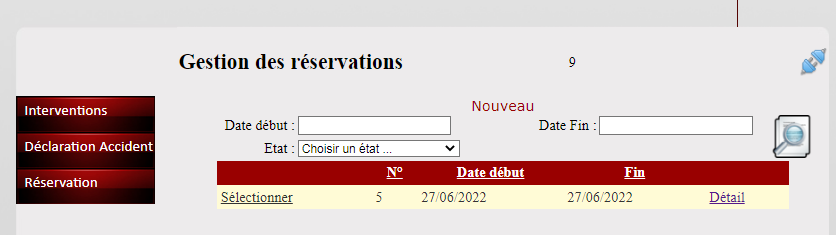 Gestion des réservations 9
Interventions
Déclaration Accident
Réservation
Nouveau
Date début : Date Fin :
Etat : Choisir un état ...
N° Date début Fin
Sélectionner 5 27/06/2022 27/06/2022 Détail